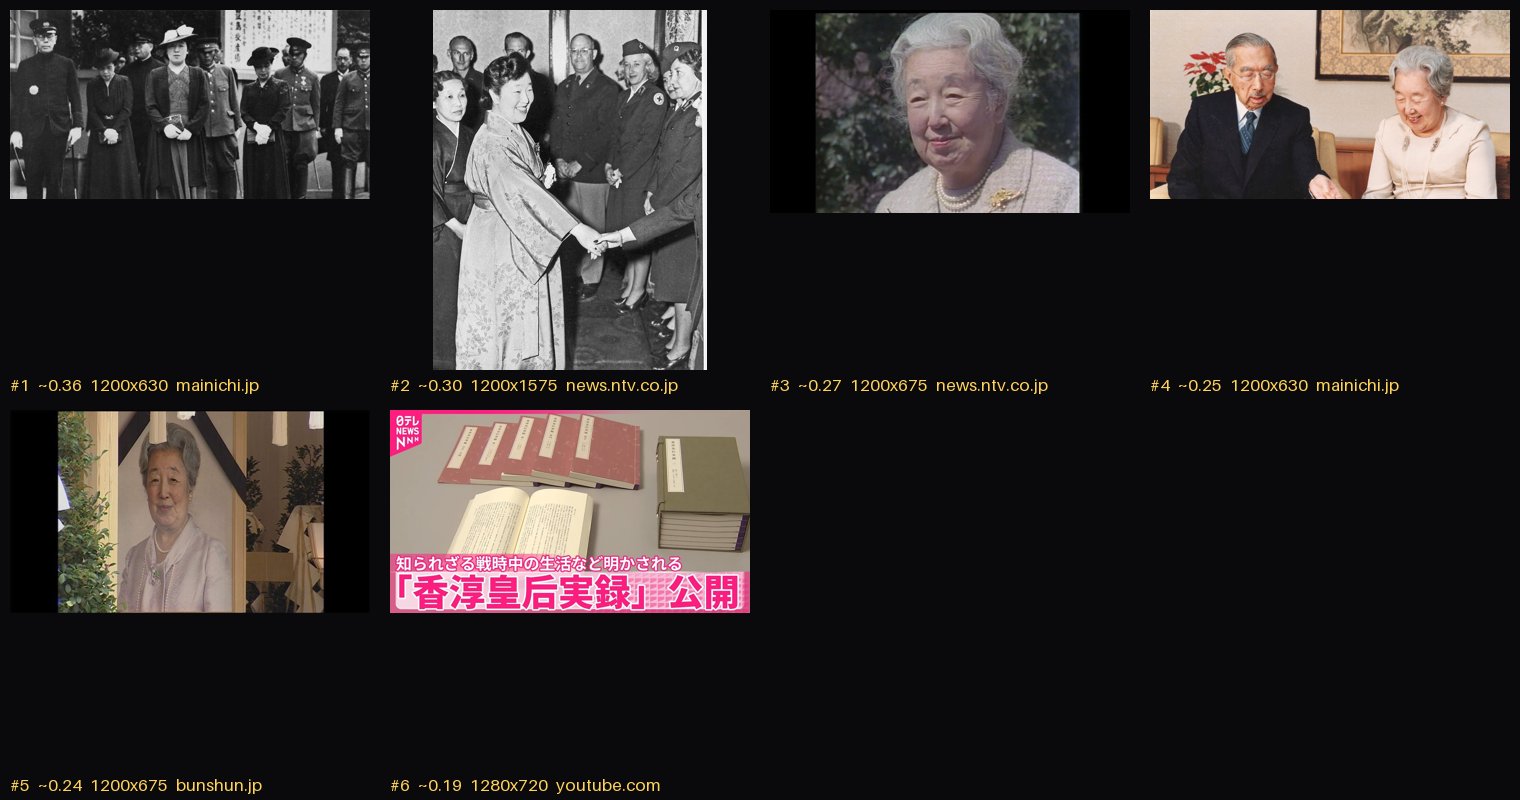 #1 ~0.36 1200x630 mainichi.jp
#2 ~0.30 1200x1575 news.ntv.co.jp
#3 ~0.27 1200x675 news.ntv.co.jp
#4 ~0.25 1200x630 mainichi.jp
日テレ
NEWS
NNN
知られざる戦時中の生活など明かされる
「香淳皇后実録」公開
#5 ~0.24 1200x675 bunshun.jp
#6 ~0.19 1280x720 youtube.com